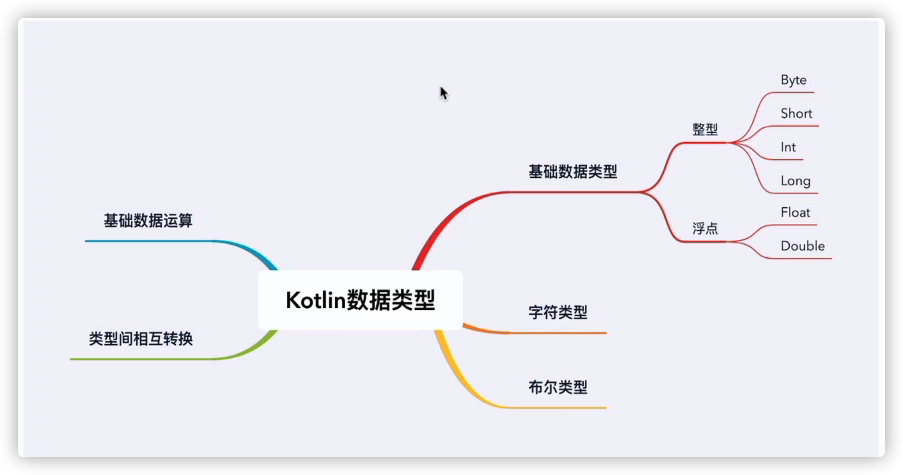 Kotlin数据类型
基础数据类型
整型
Byte
Short
Int
Long
浮点
Float
Double
字符类型
布尔类型
基础数据运算
类型间相互转换